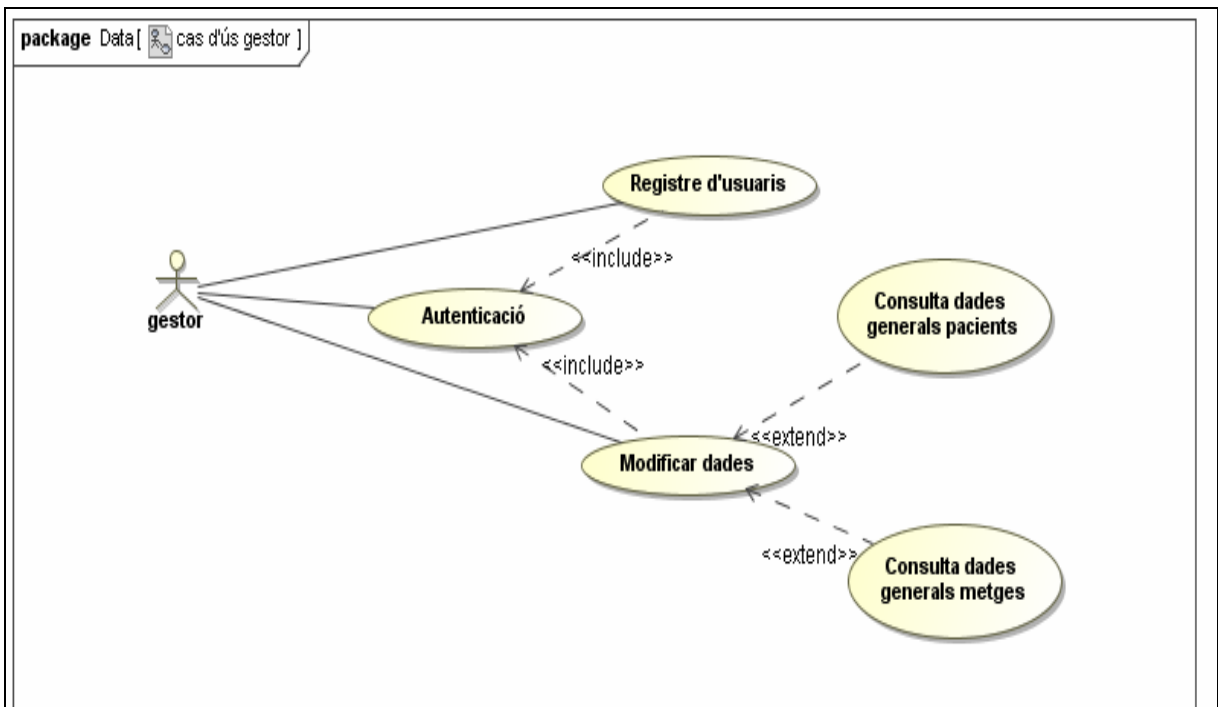 package Data[ cas d'ús gestor ]
Registre d'usuaris
<<include>>
gestor
Autenticació
Consulta dades
generals pacients
<<include>>
<<extend>>
Modificar dades
<<extend>>
Consulta dades
generals metges